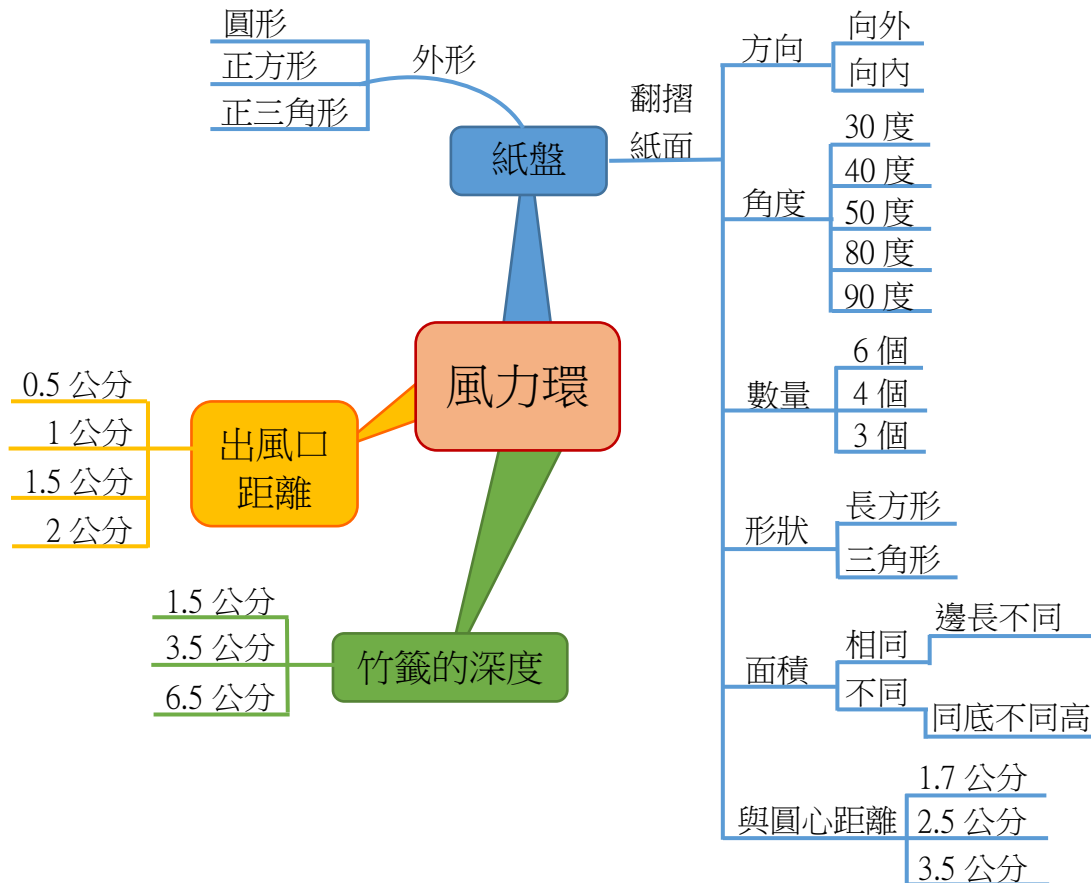 風力環
紙盤
外形
圓形
正方形
正三角形
翻摺
紙面
方向
向外
向內
角度
30 度
40 度
50 度
80 度
90 度
數量
6 個
4 個
3 個
形狀
長方形
三角形
面積
相同
邊長不同
不同
同底不同高
與圓心距離
1.7 公分
2.5 公分
3.5 公分
出風口
距離
0.5 公分
1 公分
1.5 公分
2 公分
竹籤的深度
1.5 公分
3.5 公分
6.5 公分